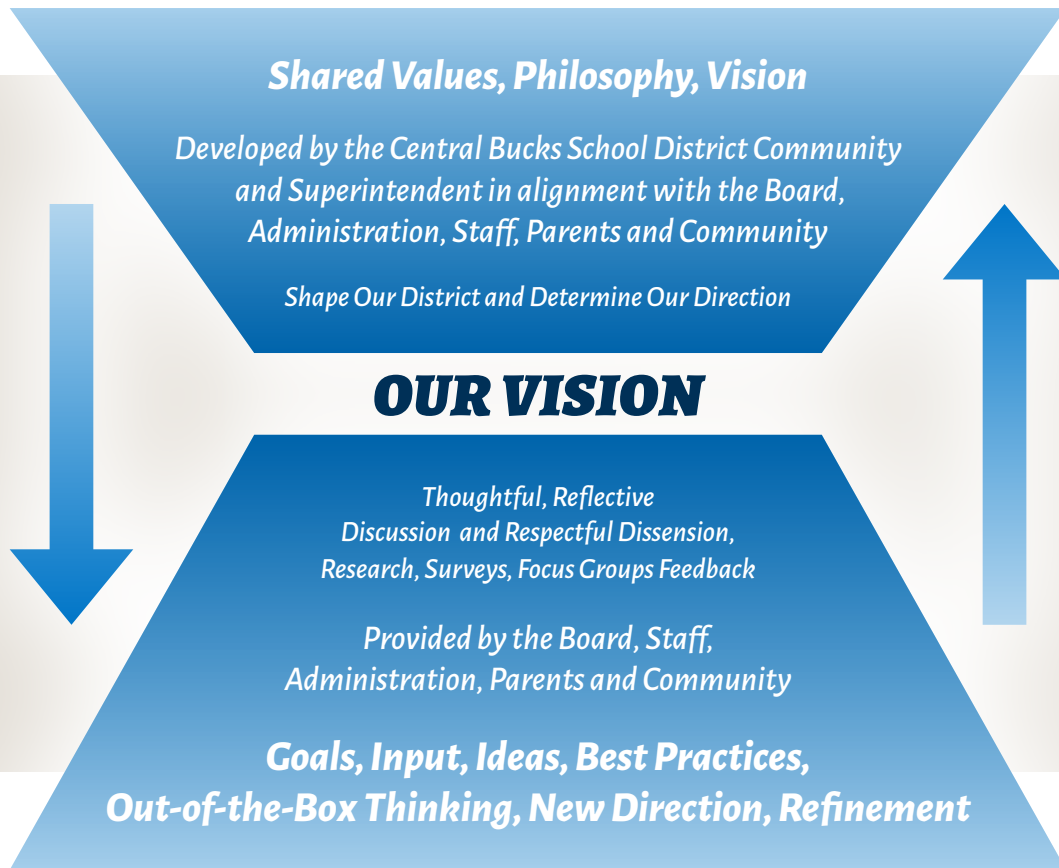 Shared Values, Philosophy, Vision
Developed by the Central Bucks School District Community
and Superintendent in alignment with the Board,
Administration, Staff, Parents and Community
Shape Our District and Determine Our Direction
OUR VISION
Thoughtful, Reflective
Discussion and Respectful Dissension,
Research, Surveys, Focus Groups Feedback
Provided by the Board, Staff,
Administration, Parents and Community
Goals, Input, Ideas, Best Practices,
Out-of-the-Box Thinking, New Direction, Refinement